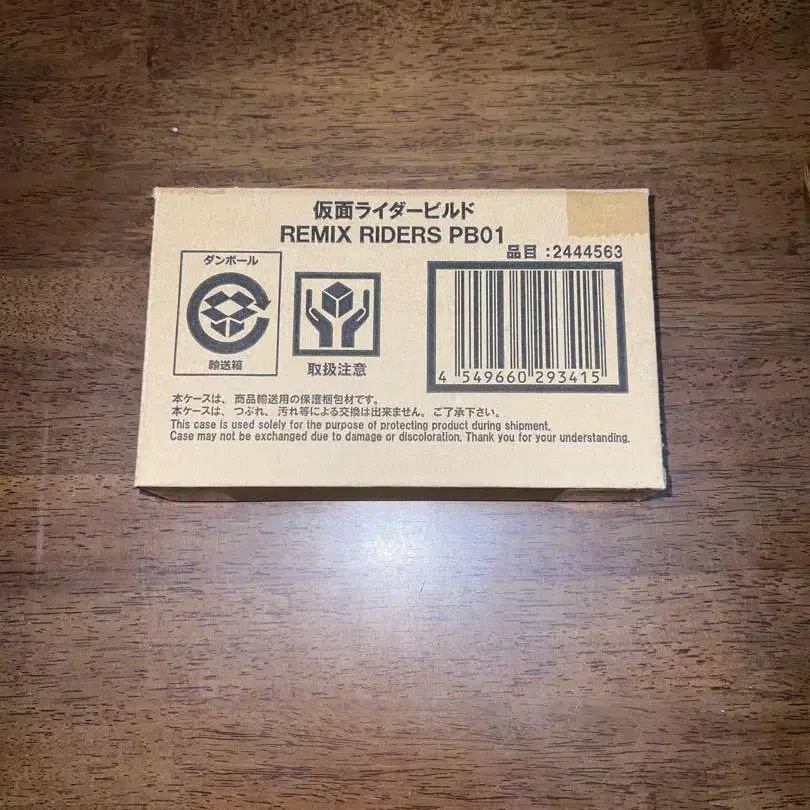 仮面ライダービルド
REMIX RIDERS PB01
品目 :2444563
ダンボール
輸送箱
取扱注意
4 549660 293415
本ケースは、商品輸送用の保護梱包材です。
本ケースは、つぶれ、汚れ等による交換は出来ません。ご了承下さい。
This case is used solely for the purpose of protecting product during shipment.
Case may not be exchanged due to damage or discoloration. Thank you for your understanding.